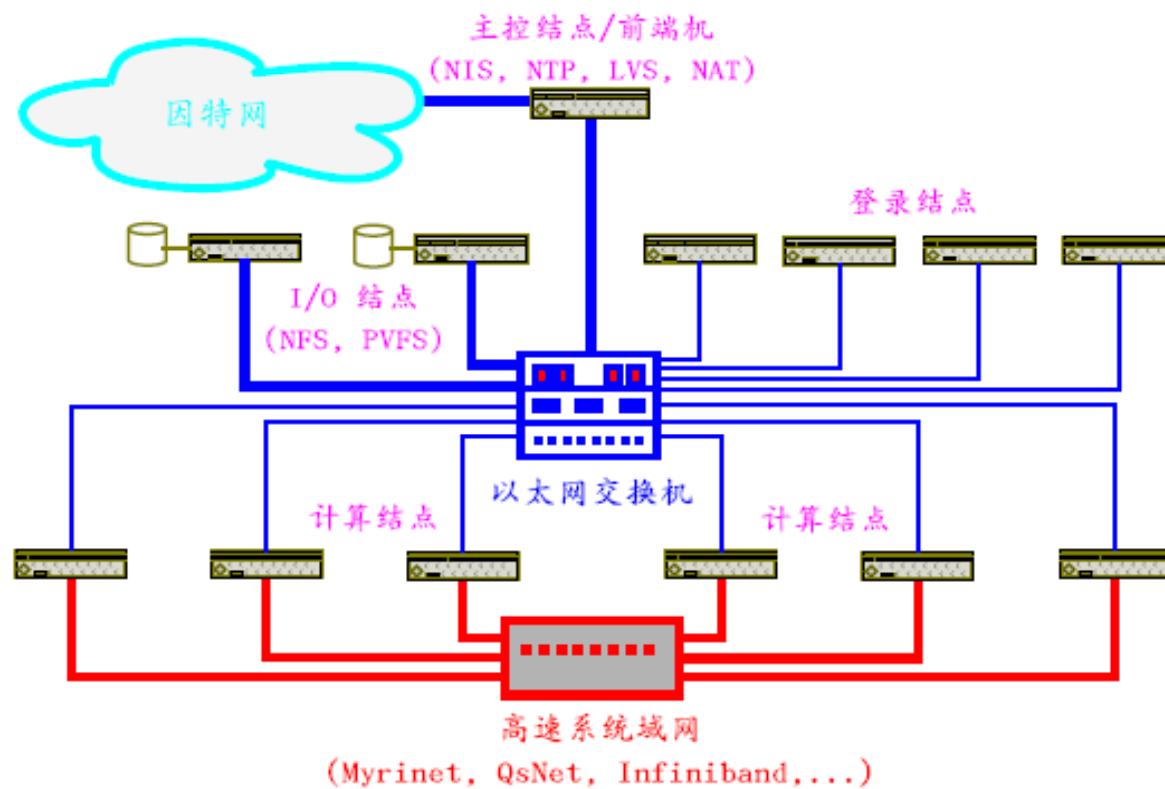 主控结点/前端机
(NIS, NTP, LVS, NAT)
因特网
登录结点
I/O 结点
(NFS, PVFS)
以太网交换机
计算结点
计算结点
高速系统域网
(Myrinet, QsNet, Infiniband,....)